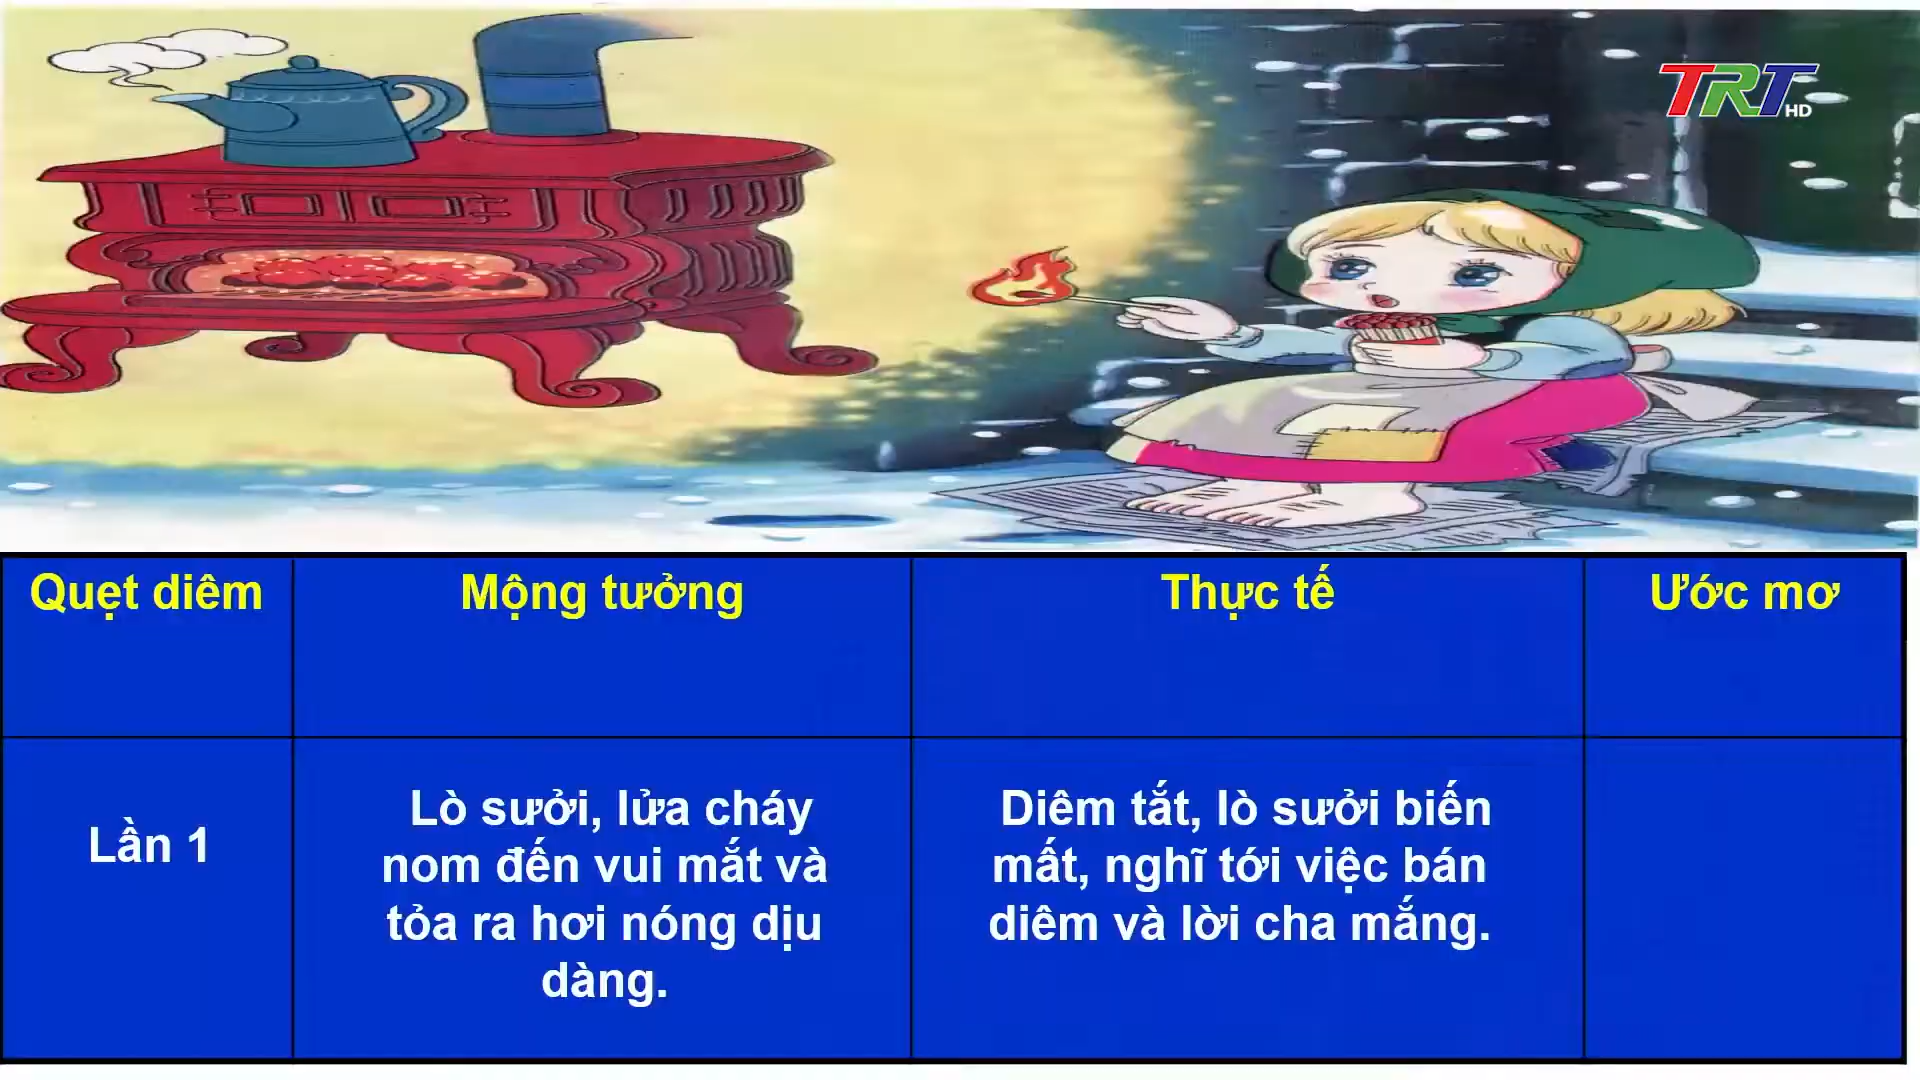 TRT HD
Quẹt diêm
Mộng tưởng
Thực tế
Ước mơ
Lần 1
Lò sưởi, lửa cháy
nom đến vui mắt và
tỏa ra hơi nóng dịu
dàng.
Diêm tắt, lò sưởi biến
mất, nghĩ tới việc bán
diêm và lời cha mắng.